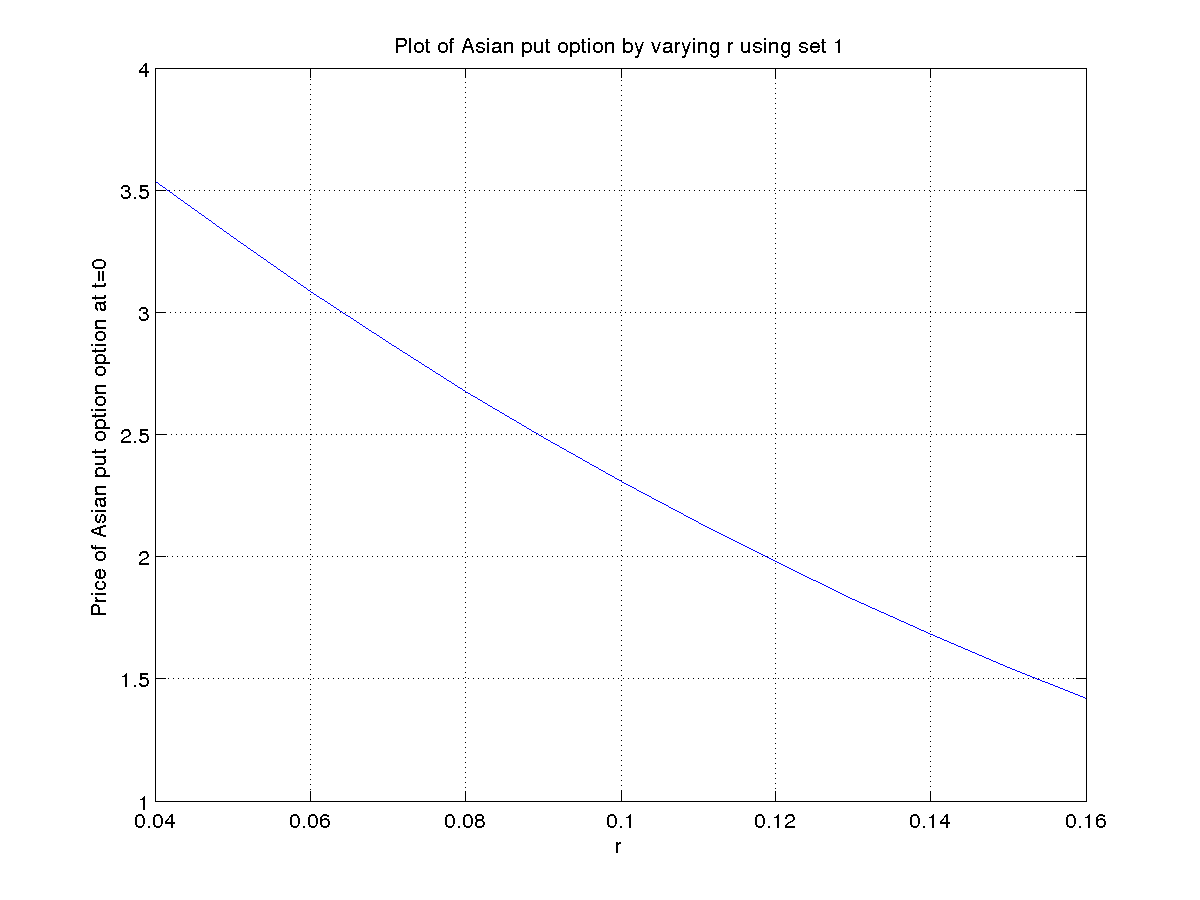 Plot of Asian put option by varying r using set 1
Price of Asian put option option at t=0
4
3.5
3
2.5
2
1.5
1
0.04 0.06 0.08 0.1 0.12 0.14 0.16
r